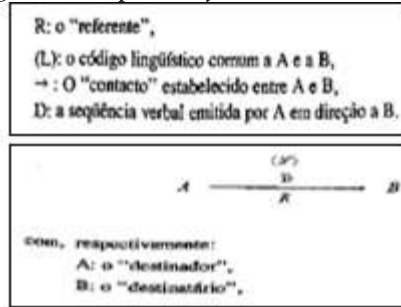 R: o "referente",
(L): o código lingüístico comum a A e a B,
→ : O "contacto" estabelecido entre A e B,
D: a seqüência verbal emitida por A em direção a B.
D
A → B
R
com, respectivamente:
A: o "destinador",
B: o "destinatário",